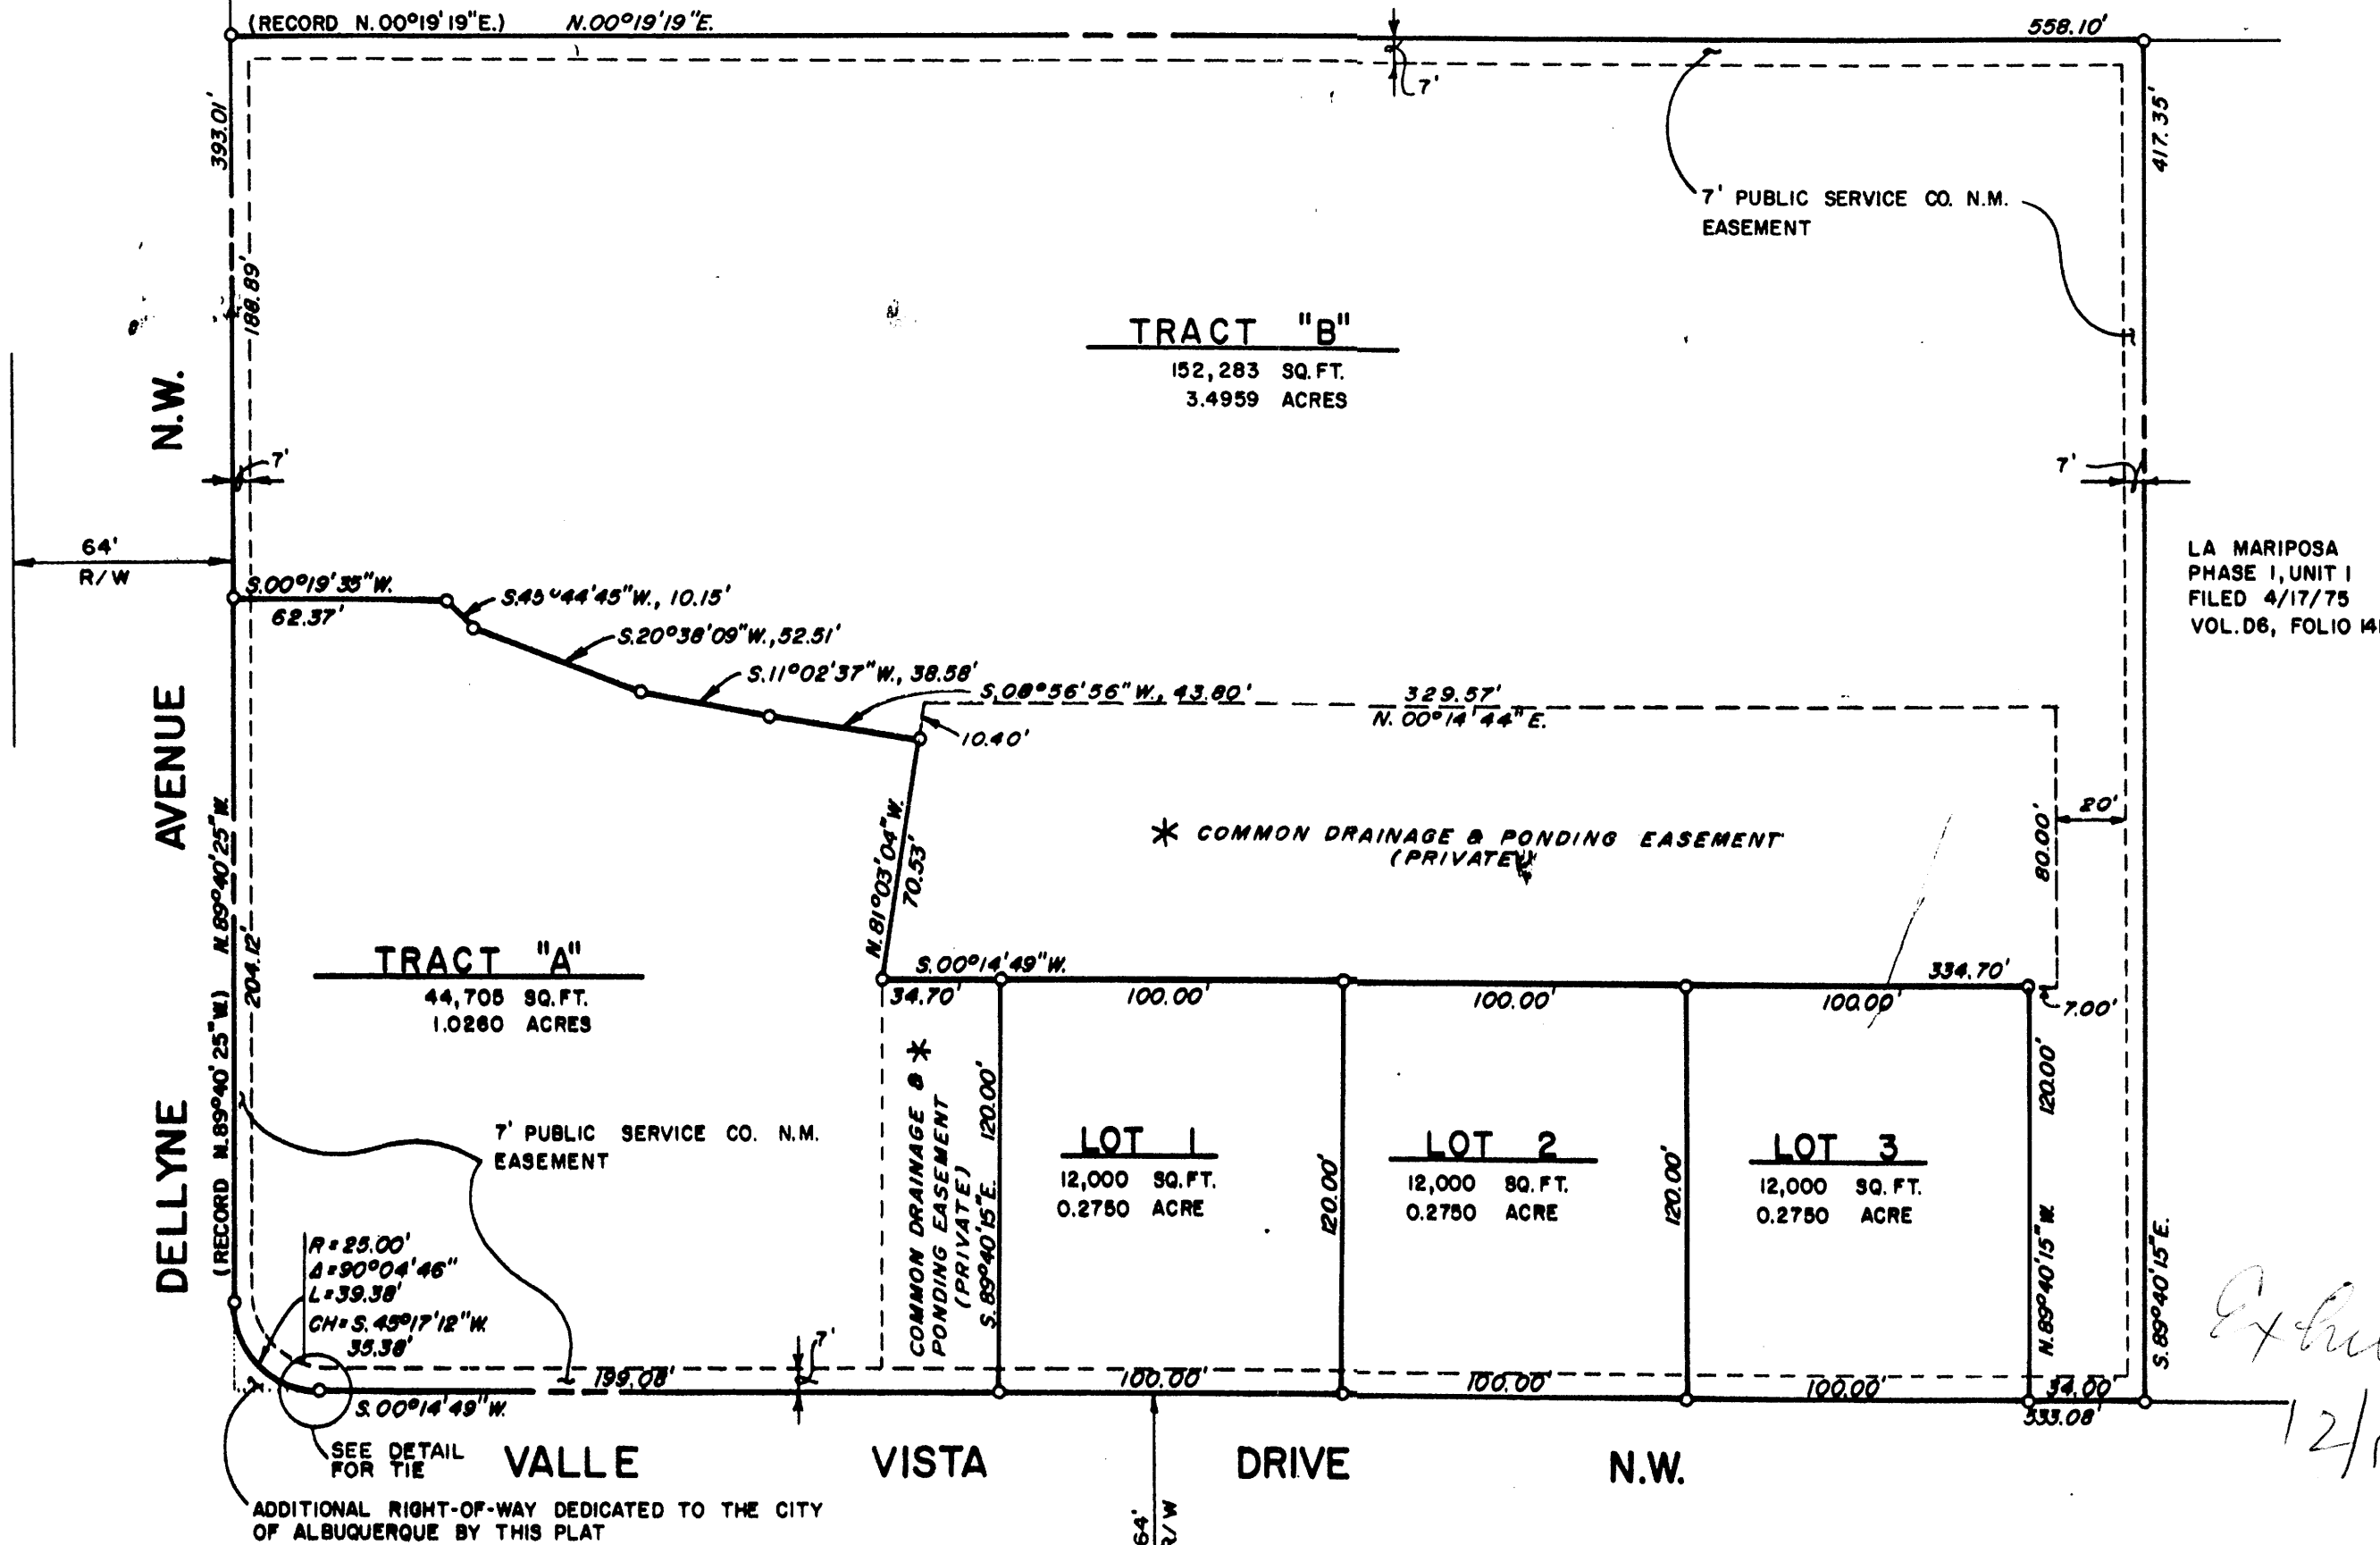 (RECORD N.00°19'19"E.) N.00°19'19"E. 558.10'
7'
393.01'
188.89'
417.35'
7' PUBLIC SERVICE CO. N.M.
EASEMENT
TRACT "B"
152,283 SQ.FT.
3.4959 ACRES
7'
7'
64'
R/W
LA MARIPOSA
PHASE 1, UNIT 1
FILED 4/17/75
VOL. D6, FOLIO
S.00°19'35"W.
62.37'
S.45°44'45"W., 10.15'
S.20°38'09"W., 52.51'
S.11°02'37"W., 38.58'
S.08°56'56"W., 43.80'
10.40'
329.57'
N.00°14'44"E.
* COMMON DRAINAGE & PONDING EASEMENT
(PRIVATE)
80.00'
20'
N.81°03'04"W.
70.53'
DELLYNE AVENUE N.W.
(RECORD N.89°40'25"W.) N.89°40'25"W.
204.12'
TRACT "A"
44,705 SQ.FT.
1.0260 ACRES
S.00°14'49"W. 334.70'
34.70' 100.00' 100.00' 100.00' 7.00'
7' PUBLIC SERVICE CO. N.M.
EASEMENT
COMMON DRAINAGE & *
PONDING EASEMENT
(PRIVATE)
S.89°40'15"E. 120.00'
LOT 1
12,000 SQ.FT.
0.2750 ACRE
120.00'
LOT 2
12,000 SQ.FT.
0.2750 ACRE
120.00'
LOT 3
12,000 SQ.FT.
0.2750 ACRE
N.89°40'15"W. 120.00'
S.89°40'15"E.
R=25.00'
Δ=90°04'46"
L=39.38'
CH=S.45°17'12"W.
35.38'
7'
199.08' 100.00' 100.00' 100.00' 34.00'
S.00°14'49"W. 533.08'
SEE DETAIL
FOR TIE
VALLE VISTA DRIVE N.W.
ADDITIONAL RIGHT-OF-WAY DEDICATED TO THE CITY
OF ALBUQUERQUE BY THIS PLAT
64'
R/W
12/